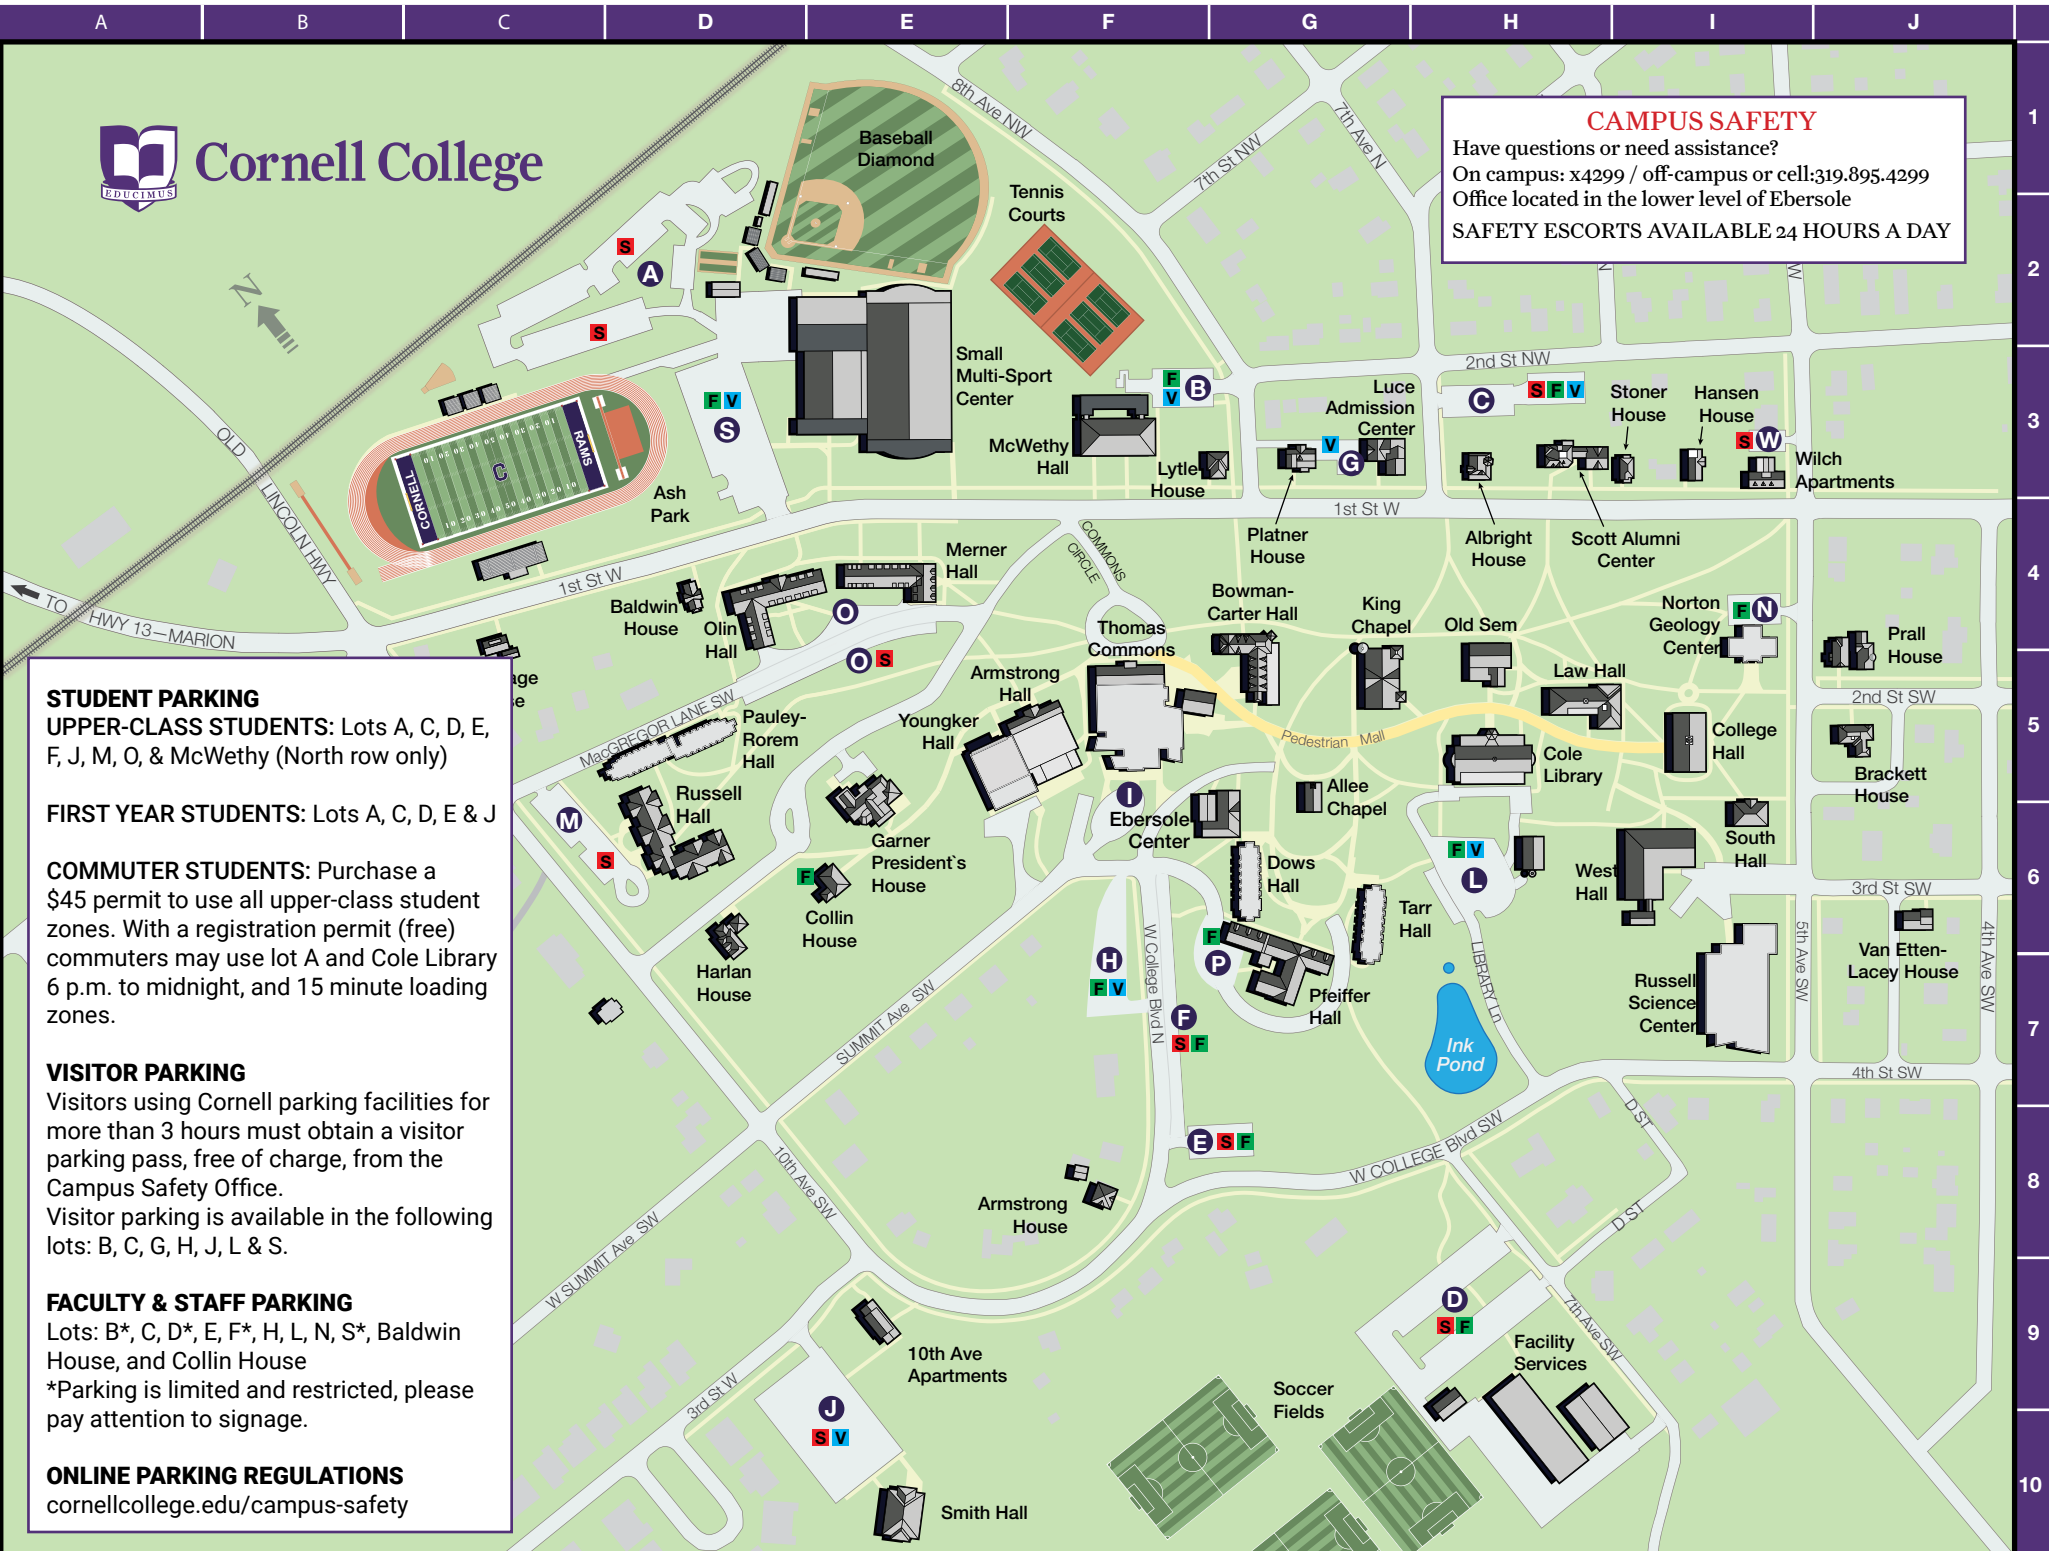 A B C D E F G H I J
1
2
3
4
5
6
7
8
9
10
EDUCIMUS
Cornell College
CAMPUS SAFETY
Have questions or need assistance?
On campus: x4299 / off-campus or cell:319.895.4299
Office located in the lower level of Ebersole
SAFETY ESCORTS AVAILABLE 24 HOURS A DAY
N
8th Ave NW
7th St NW
7th Ave N
Baseball
Diamond
Tennis
Courts
S
A
S
Small
Multi-Sport
Center
F V
S
F
V
B
McWethy
Hall
Lytle
House
2nd St NW
Luce
Admission
Center
V
G
C
S F V
Stoner
House
Hansen
House
S W
Wilch
Apartments
CORNELL
C
RAMS
Ash
Park
OLD
LINCOLN HWY
TO
HWY 13–MARION
1st St W
1st St W
Platner
House
Albright
House
Scott Alumni
Center
COMMONS
CIRCLE
Merner
Hall
Baldwin
House
Olin
Hall
O
O S
Bowman-
Carter Hall
King
Chapel
Old Sem
Norton
Geology
Center
F N
Prall
House
Thomas
Commons
Law Hall
2nd St SW
Armstrong
Hall
Youngker
Hall
MacGREGOR LANE SW
Pauley-
Rorem
Hall
Pedestrian Mall
College
Hall
Cole
Library
Brackett
House
Allee
Chapel
I
Ebersole
Center
M
S
Russell
Hall
Garner
President`s
House
F
Collin
House
Harlan
House
Dows
Hall
Tarr
Hall
F V
L
West
Hall
South
Hall
3rd St SW
Van Etten-
Lacey House
5th Ave SW
4th Ave SW
H
F V
W College Blvd N
F
P
Pfeiffer
Hall
LIBRARY Ln
Russell
Science
Center
F
S F
Ink
Pond
SUMMIT Ave SW
4th St SW
D ST
D ST
E S F
W COLLEGE Blvd SW
10th Ave SW
Armstrong
House
W SUMMIT Ave SW
D
S F
7th Ave SW
Facility
Services
10th Ave
Apartments
3rd St W
J
S V
Soccer
Fields
Smith Hall
STUDENT PARKING
UPPER-CLASS STUDENTS: Lots A, C, D, E,
F, J, M, O, & McWethy (North row only)
FIRST YEAR STUDENTS: Lots A, C, D, E & J
COMMUTER STUDENTS: Purchase a
$45 permit to use all upper-class student
zones. With a registration permit (free)
commuters may use lot A and Cole Library
6 p.m. to midnight, and 15 minute loading
zones.
VISITOR PARKING
Visitors using Cornell parking facilities for
more than 3 hours must obtain a visitor
parking pass, free of charge, from the
Campus Safety Office.
Visitor parking is available in the following
lots: B, C, G, H, J, L & S.
FACULTY & STAFF PARKING
Lots: B*, C, D*, E, F*, H, L, N, S*, Baldwin
House, and Collin House
*Parking is limited and restricted, please
pay attention to signage.
ONLINE PARKING REGULATIONS
cornellcollege.edu/campus-safety